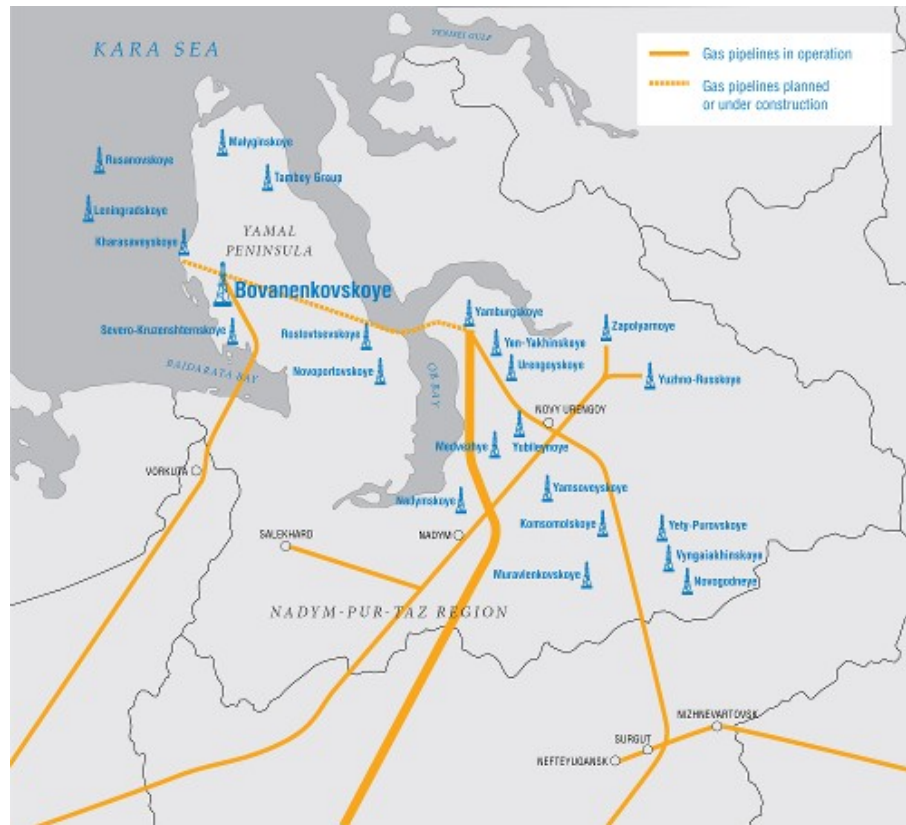 KARA SEA
YENISEI GULF
Gas pipelines in operation
Gas pipelines planned
or under construction
Malyginskoye
Rusanovskoye
Tambey Group
Leningradskoye
YAMAL
PENINSULA
Kharasaveyskoye
Bovanenkovskoye
Severo-Kruzenshternskoye
Rostovtsevskoye
Yamburgskoye
Zapolyarnoye
Yen-Yakhinskoye
BAIDARATA BAY
Novoportovskoye
OB BAY
Urengoyskoye
Yuzhno-Russkoye
NOVY URENGOY
Medvezhye
Yubileynoye
VORKUTA
Yamsoveyskoye
Nadymskoye
Komsomolskoye
Yety-Purovskoye
SALEKHARD
NADYM
Vyngaiakhinskoye
Muravlenkovskoye
Novogodneye
NADYM-PUR-TAZ REGION
NIZHNEVARTOVSK
SURGUT
NEFTEYUGANSK